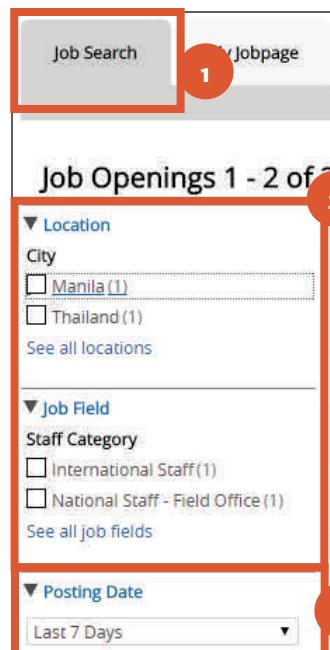 Job Search
1
Jobpage
Job Openings 1 - 2 of
Location
City
Manila (1)
Thailand (1)
See all locations
Job Field
Staff Category
International Staff (1)
National Staff - Field Office (1)
See all job fields
Posting Date
Last 7 Days